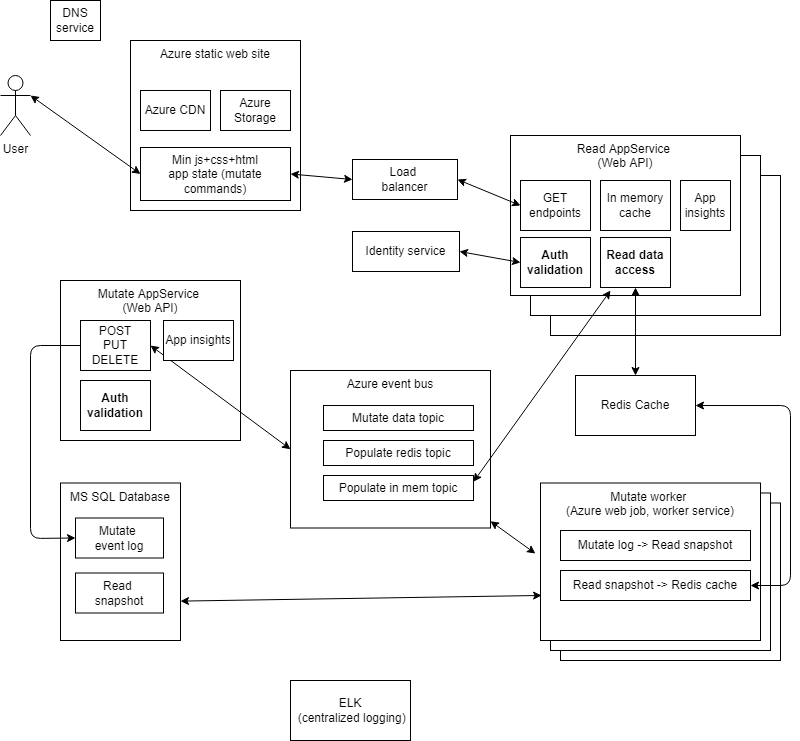 DNS
service
Azure static web site
Azure CDN
Azure
Storage
Min js+css+html
app state (mutate
commands)
User
Load
balancer
Identity service
Read AppService
(Web API)
GET
endpoints
In memory
cache
App
insights
Auth
validation
Read data
access
Mutate AppService
(Web API)
POST
PUT
DELETE
App insights
Auth
validation
Azure event bus
Mutate data topic
Populate redis topic
Populate in mem topic
Redis Cache
MS SQL Database
Mutate
event log
Read
snapshot
Mutate worker
(Azure web job, worker service)
Mutate log -> Read snapshot
Read snapshot -> Redis cache
ELK
(centralized logging)